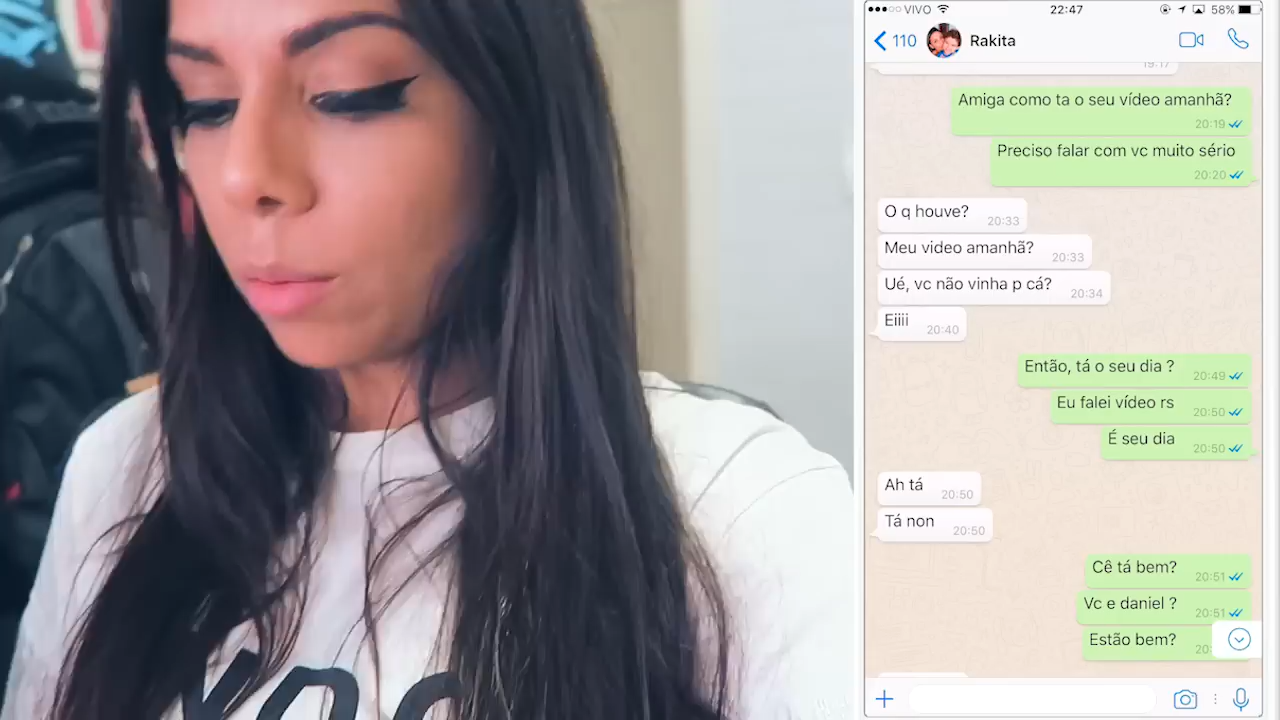 VIVO
22:47
58%
110
Rakita
19:17
Amiga como ta o seu vídeo amanhã?
20:19
Preciso falar com vc muito sério
20:20
O q houve?
20:33
Meu video amanhã?
20:33
Ué, vc não vinha p cá?
20:34
Eiiii
20:40
Então, tá o seu dia ?
20:49
Eu falei vídeo rs
20:50
É seu dia
20:50
Ah tá
20:50
Tá non
20:50
Cê tá bem?
20:51
Vc e daniel ?
20:51
Estão bem?
20: